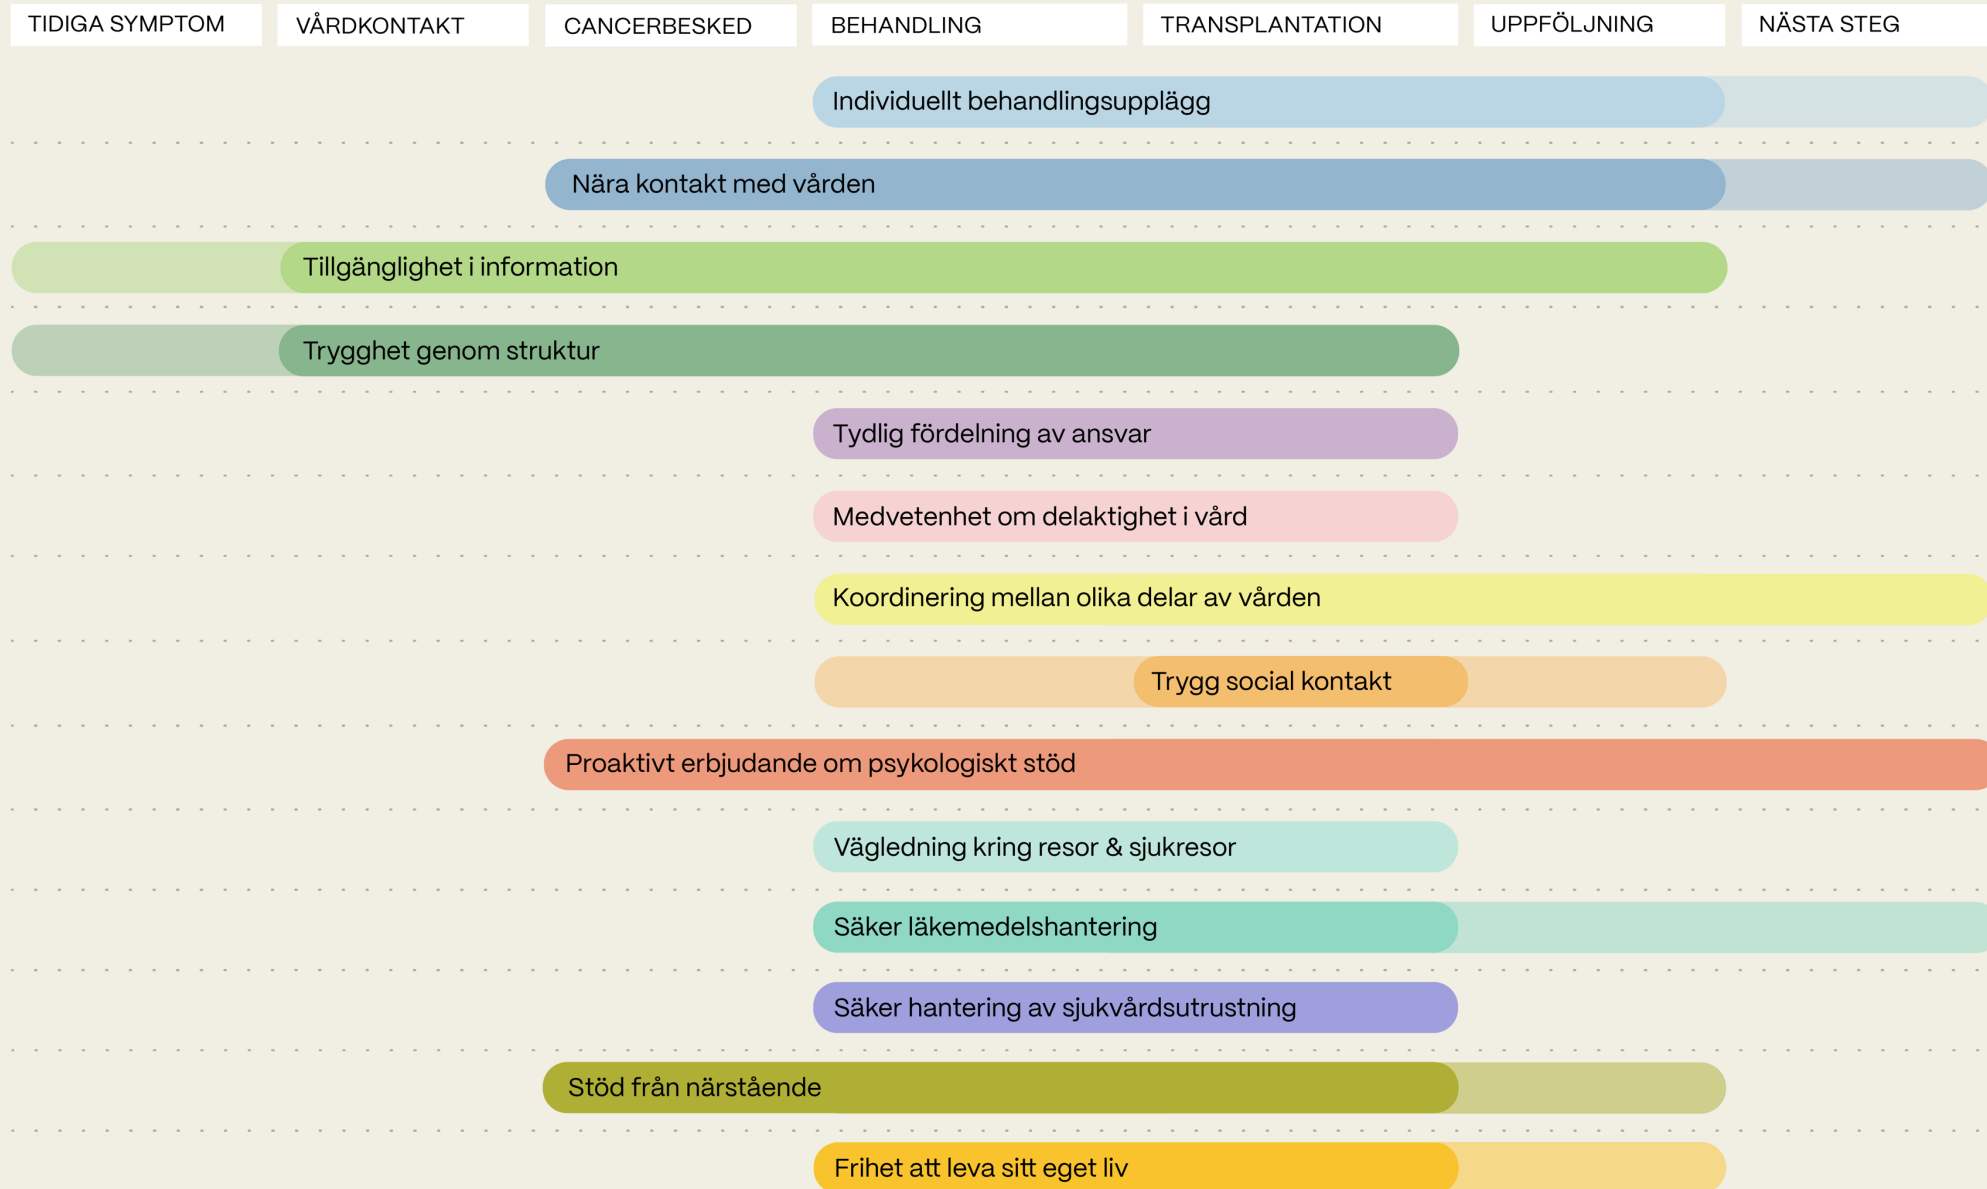 TIDIGA SYMPTOM
VÅRDKONTAKT
CANCERBESKED
BEHANDLING
TRANSPLANTATION
UPPFÖLJNING
NÄSTA STEG
Individuellt behandlingsupplägg
Nära kontakt med vården
Tillgänglighet i information
Trygghet genom struktur
Tydlig fördelning av ansvar
Medvetenhet om delaktighet i vård
Koordinering mellan olika delar av vården
Trygg social kontakt
Proaktivt erbjudande om psykologiskt stöd
Vägledning kring resor & sjukresor
Säker läkemedelshantering
Säker hantering av sjukvårdsutrustning
Stöd från närstående
Frihet att leva sitt eget liv